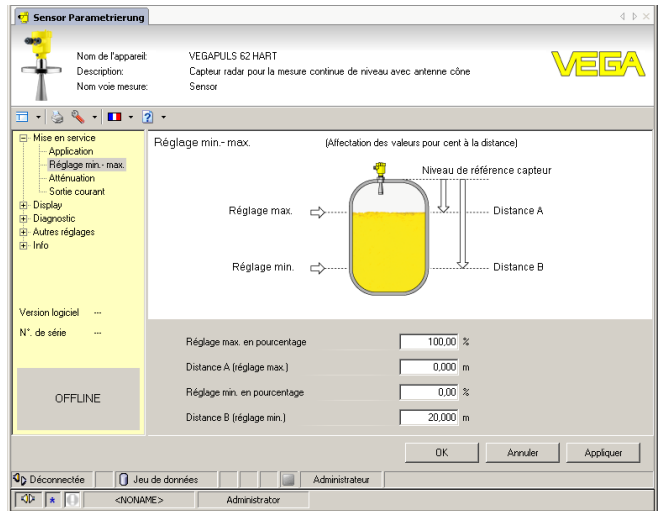 Sensor Parametrierung
Nom de l'appareil: VEGAPULS 62 HART
Description: Capteur radar pour la mesure continue de niveau avec antenne cône
Nom voie mesure: Sensor
VEGA
Mise en service
Application
Réglage min.- max.
Atténuation
Sortie courant
Display
Diagnostic
Autres réglages
Info
Version logiciel ---
N°. de série ---
OFFLINE
Réglage min.- max. (Affectation des valeurs pour cent à la distance)
Niveau de référence capteur
Réglage max. Distance A
Réglage min. Distance B
Réglage max. en pourcentage 100,00 %
Distance A (réglage max.) 0,000 m
Réglage min. en pourcentage 0,00 %
Distance B (réglage min.) 20,000 m
OK Annuler Appliquer
Déconnectée Jeu de données Administrateur
<NONAME> Administrator